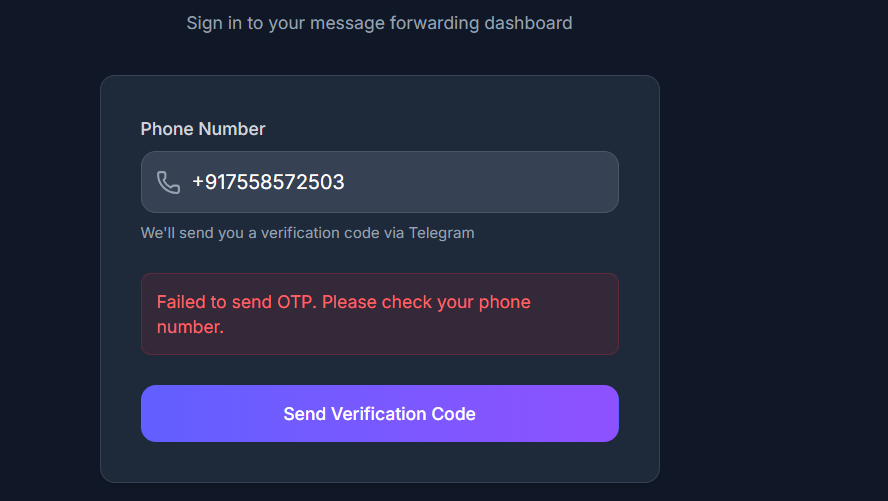 Sign in to your message forwarding dashboard
Phone Number
+917558572503
We'll send you a verification code via Telegram
Failed to send OTP. Please check your phone
number.
Send Verification Code